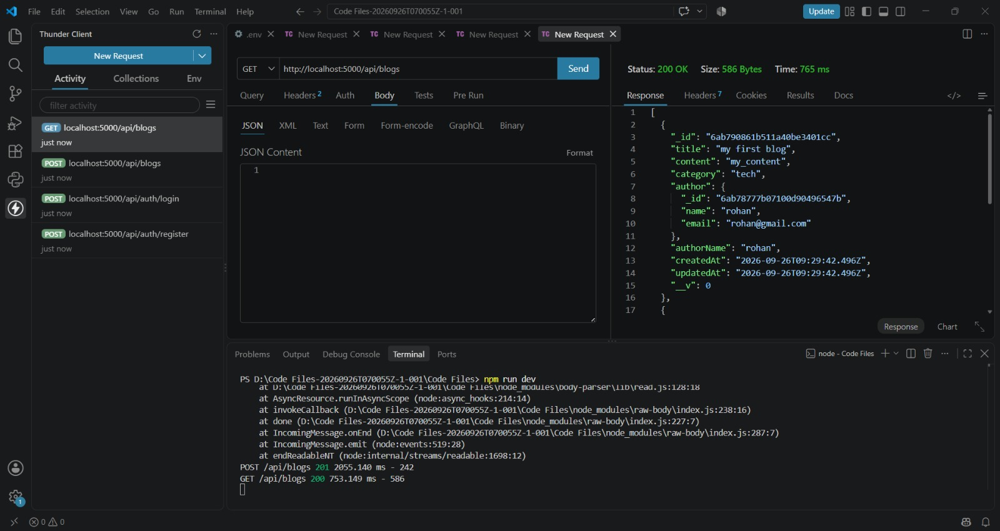 File Edit Selection View Go Run Terminal Help
Code Files-20260926T070055Z-1-001
Update
Thunder Client
New Request
Activity Collections Env
filter activity
GET localhost:5000/api/blogs
just now
POST localhost:5000/api/blogs
just now
POST localhost:5000/api/auth/login
just now
POST localhost:5000/api/auth/register
just now
.env
TC New Request
TC New Request
TC New Request
TC New Request
GET
http://localhost:5000/api/blogs
Send
Query Headers 2 Auth Body Tests Pre Run
JSON XML Text Form Form-encode GraphQL Binary
JSON Content
Format
1
Status: 200 OK Size: 586 Bytes Time: 765 ms
Response Headers 7 Cookies Results Docs
</>
1 [
2 {
3 "_id": "6ab790861b511a40be3401cc",
4 "title": "my first blog",
5 "content": "my_content",
6 "category": "tech",
7 "author": {
8 "_id": "6ab78777b07100d90496547b",
9 "name": "rohan",
10 "email": "rohan@gmail.com"
11 },
12 "authorName": "rohan",
13 "createdAt": "2026-09-26T09:29:42.496Z",
14 "updatedAt": "2026-09-26T09:29:42.496Z",
15 "__v": 0
16 },
17 {
Response Chart
Problems Output Debug Console Terminal Ports
node - Code Files
PS D:\Code Files-20260926T070055Z-1-001\Code Files> npm run dev
at D:\Code Files-20260926T070055Z-1-001\Code Files\node_modules\body-parser\lib\read.js:128:18
at AsyncResource.runInAsyncScope (node:async_hooks:214:14)
at invokeCallback (D:\Code Files-20260926T070055Z-1-001\Code Files\node_modules\raw-body\index.js:238:16)
at done (D:\Code Files-20260926T070055Z-1-001\Code Files\node_modules\raw-body\index.js:227:7)
at IncomingMessage.onEnd (D:\Code Files-20260926T070055Z-1-001\Code Files\node_modules\raw-body\index.js:287:7)
at IncomingMessage.emit (node:events:519:28)
at endReadableNT (node:internal/streams/readable:1698:12)
POST /api/blogs 201 2055.140 ms - 242
GET /api/blogs 200 753.149 ms - 586
1
0 0